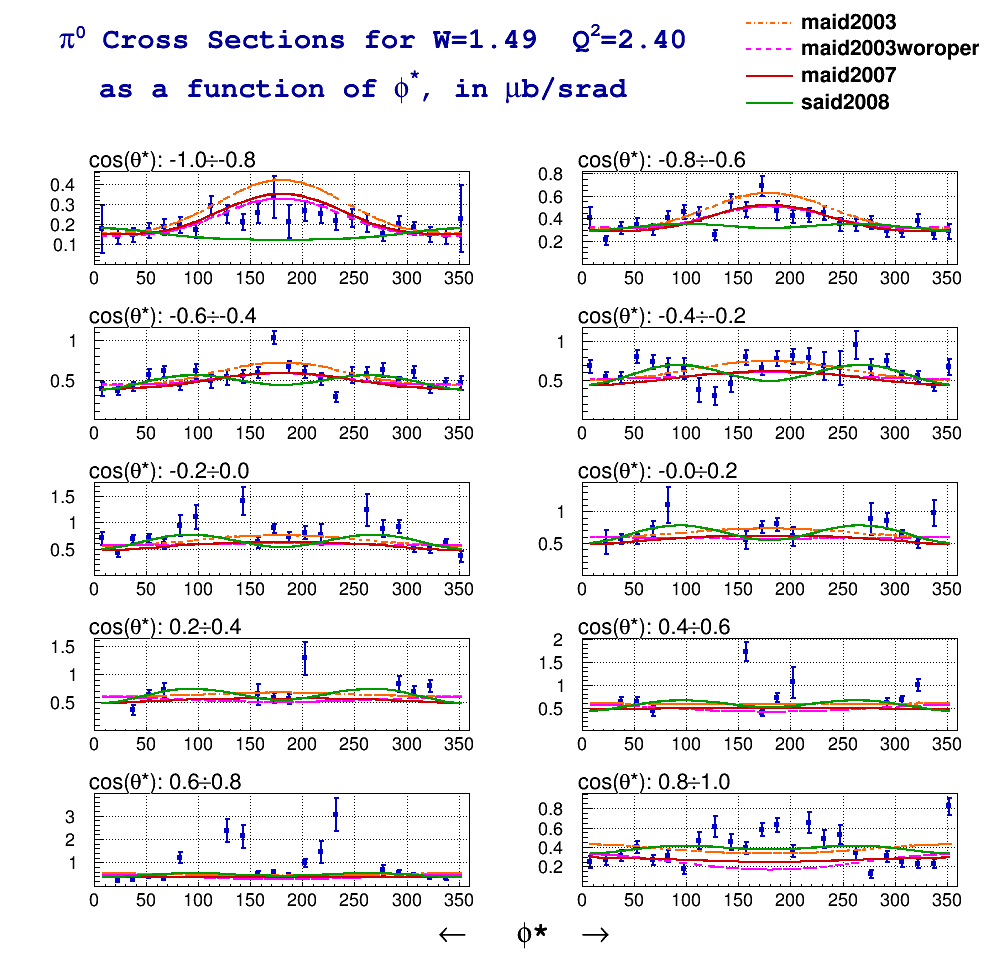 π⁰ Cross Sections for W=1.49 Q²=2.40
as a function of ϕ*, in μb/srad
maid2003
maid2003woroper
maid2007
said2008
cos(θ*): -1.0÷-0.8
0.4
0.3
0.2
0.1
0 50 100 150 200 250 300 350
cos(θ*): -0.8÷-0.6
0.8
0.6
0.4
0.2
0 50 100 150 200 250 300 350
cos(θ*): -0.6÷-0.4
1
0.5
0 50 100 150 200 250 300 350
cos(θ*): -0.4÷-0.2
1
0.5
0 50 100 150 200 250 300 350
cos(θ*): -0.2÷0.0
1.5
1
0.5
0 50 100 150 200 250 300 350
cos(θ*): -0.0÷0.2
1
0.5
0 50 100 150 200 250 300 350
cos(θ*): 0.2÷0.4
1.5
1
0.5
0 50 100 150 200 250 300 350
cos(θ*): 0.4÷0.6
2
1.5
1
0.5
0 50 100 150 200 250 300 350
cos(θ*): 0.6÷0.8
3
2
1
0 50 100 150 200 250 300 350
cos(θ*): 0.8÷1.0
0.8
0.6
0.4
0.2
0 50 100 150 200 250 300 350
← ϕ* →